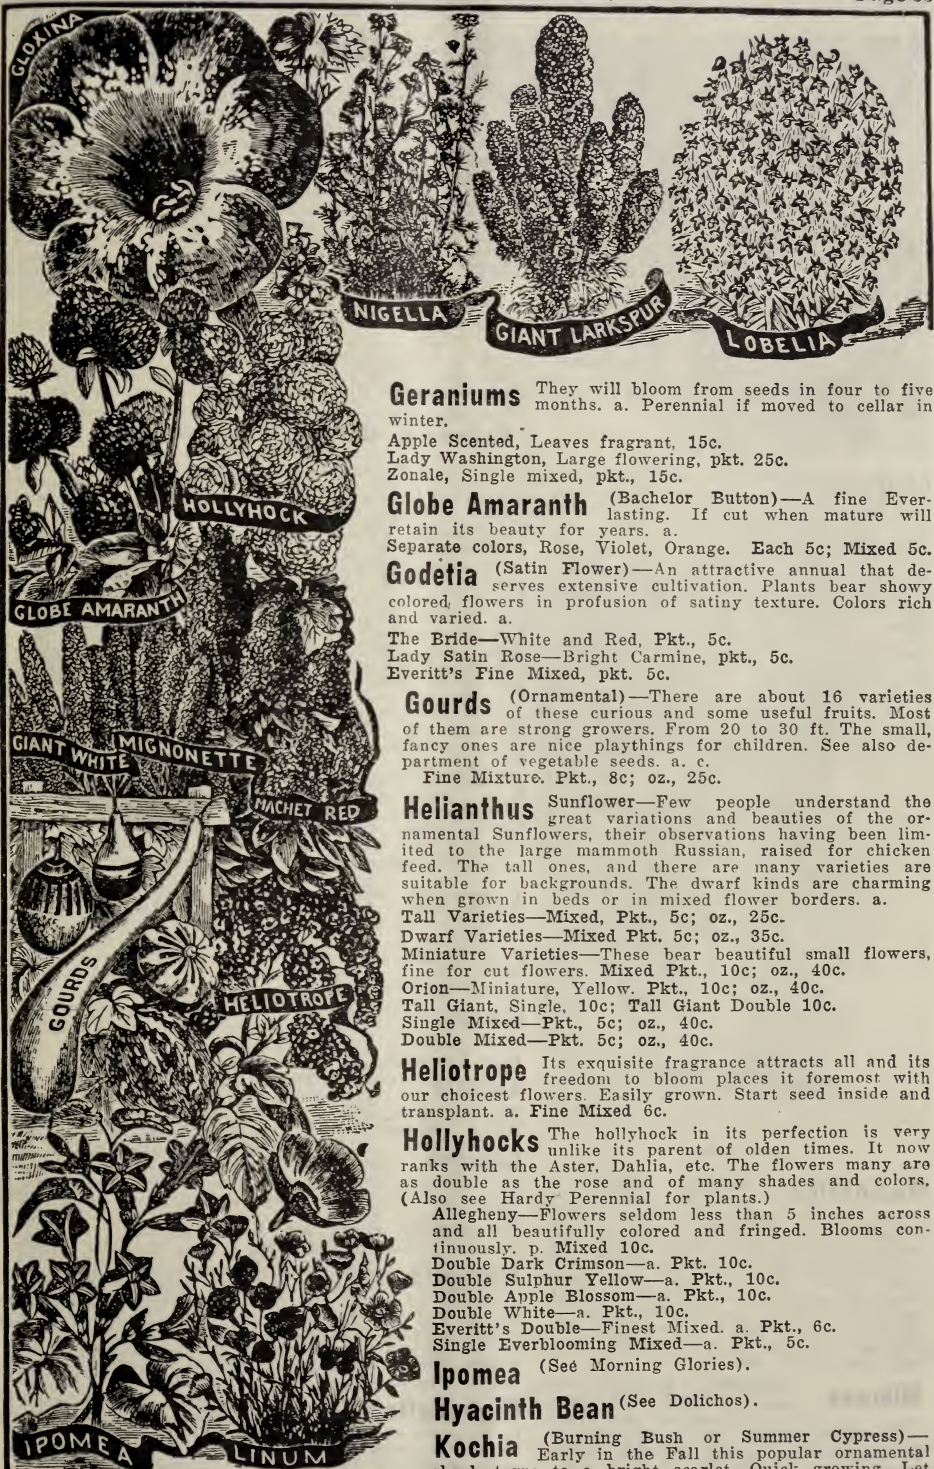 GLOXINA
NIGELLA
GIANT LARKSPUR
LOBELIA
HOLLYHOCK
GLOBE AMARANTH
GIANT WHITE
MIGNONETTE
MACHET RED
GOURDS
HELIOTROPE
IPOMEA
LINUM
Geraniums They will bloom from seeds in four to five
months. a. Perennial if moved to cellar in
winter.
Apple Scented, Leaves fragrant, 15c.
Lady Washington, Large flowering, pkt. 25c.
Zonale, Single mixed, pkt., 15c.
Globe Amaranth (Bachelor Button)—A fine Ever-
lasting. If cut when mature will
retain its beauty for years. a.
Separate colors, Rose, Violet, Orange. Each 5c; Mixed 5c.
Godetia (Satin Flower)—An attractive annual that de-
serves extensive cultivation. Plants bear showy
colored flowers in profusion of satiny texture. Colors rich
and varied. a.
The Bride—White and Red, Pkt., 5c.
Lady Satin Rose—Bright Carmine, pkt., 5c.
Everitt's Fine Mixed, pkt. 5c.
Gourds (Ornamental)—There are about 16 varieties
of these curious and some useful fruits. Most
of them are strong growers. From 20 to 30 ft. The small,
fancy ones are nice playthings for children. See also de-
partment of vegetable seeds. a. c.
Fine Mixture. Pkt., 8c; oz., 25c.
Helianthus Sunflower—Few people understand the
great variations and beauties of the or-
namental Sunflowers, their observations having been lim-
ited to the large mammoth Russian, raised for chicken
feed. The tall ones, and there are many varieties are
suitable for backgrounds. The dwarf kinds are charming
when grown in beds or in mixed flower borders. a.
Tall Varieties—Mixed, Pkt., 5c; oz., 25c.
Dwarf Varieties—Mixed Pkt. 5c; oz., 35c.
Miniature Varieties—These bear beautiful small flowers,
fine for cut flowers. Mixed Pkt., 10c; oz., 40c.
Orion—Miniature, Yellow. Pkt., 10c; oz., 40c.
Tall Giant, Single, 10c; Tall Giant Double 10c.
Single Mixed—Pkt., 5c; oz., 40c.
Double Mixed—Pkt. 5c; oz., 40c.
Heliotrope Its exquisite fragrance attracts all and its
freedom to bloom places it foremost with
our choicest flowers. Easily grown. Start seed inside and
transplant. a. Fine Mixed 6c.
Hollyhocks The hollyhock in its perfection is very
unlike its parent of olden times. It now
ranks with the Aster, Dahlia, etc. The flowers many are
as double as the rose and of many shades and colors.
(Also see Hardy Perennial for plants.)
Allegheny—Flowers seldom less than 5 inches across
and all beautifully colored and fringed. Blooms con-
tinuously. p. Mixed 10c.
Double Dark Crimson—a. Pkt. 10c.
Double Sulphur Yellow—a. Pkt., 10c.
Double Apple Blossom—a. Pkt., 10c.
Double White—a. Pkt., 10c.
Everitt's Double—Finest Mixed. a. Pkt., 6c.
Single Everblooming Mixed—a. Pkt., 5c.
Ipomea (See Morning Glories).
Hyacinth Bean (See Dolichos).
Kochia (Burning Bush or Summer Cypress)—
Early in the Fall this popular ornamental